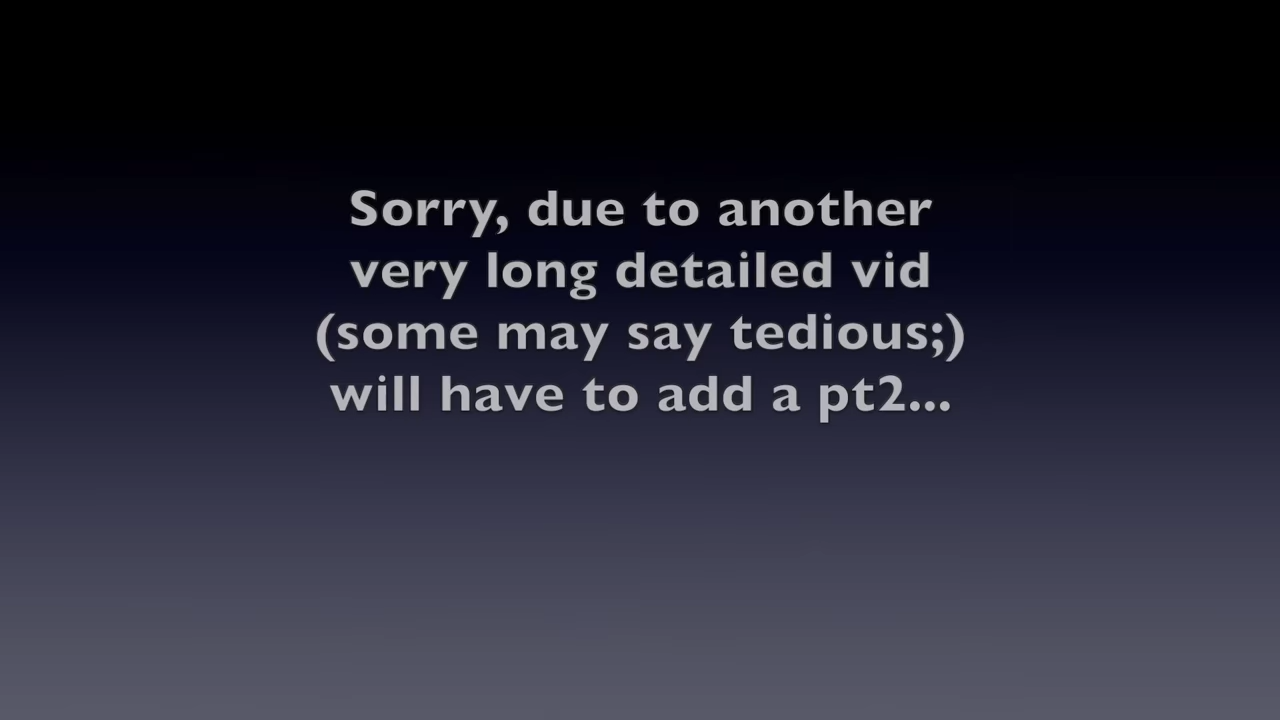 Sorry, due to another
very long detailed vid
(some may say tedious;)
will have to add a pt2...